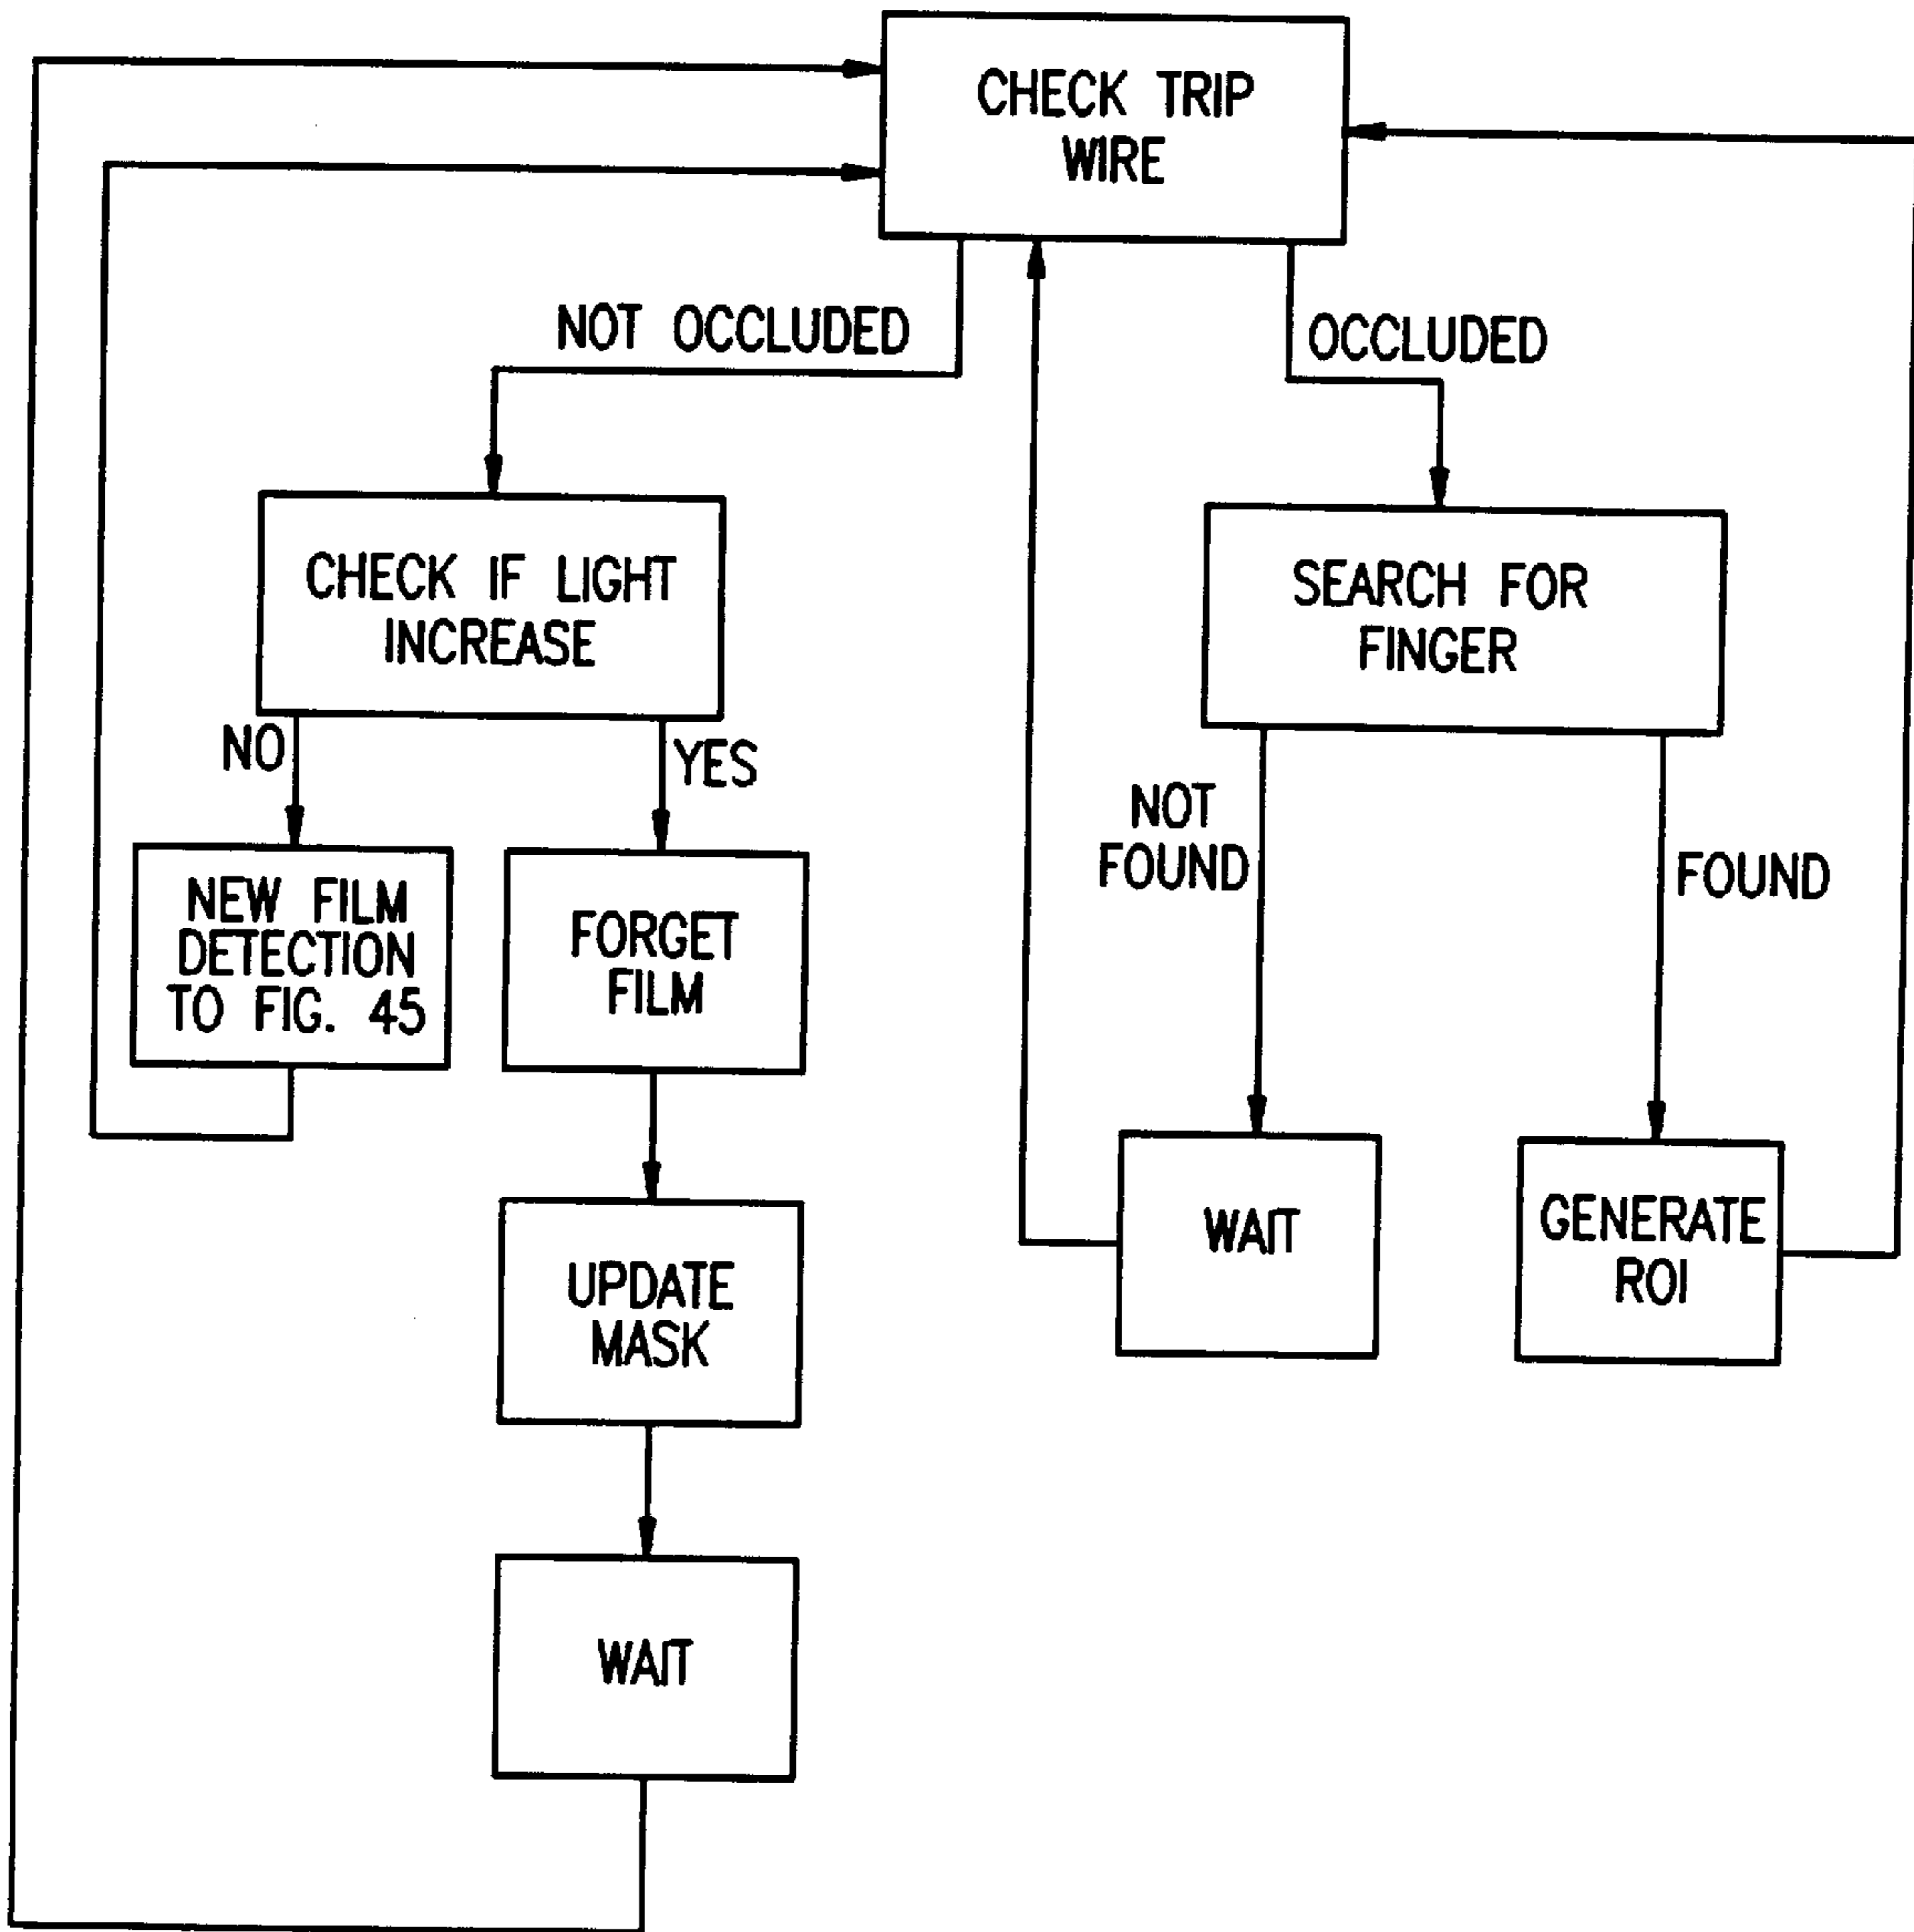 CHECK TRIP
WIRE
NOT OCCLUDED
OCCLUDED
CHECK IF LIGHT
INCREASE
SEARCH FOR
FINGER
NO
YES
NOT
FOUND
FOUND
NEW FILM
DETECTION
TO FIG. 45
FORGET
FILM
WAIT
GENERATE
ROI
UPDATE
MASK
WAIT